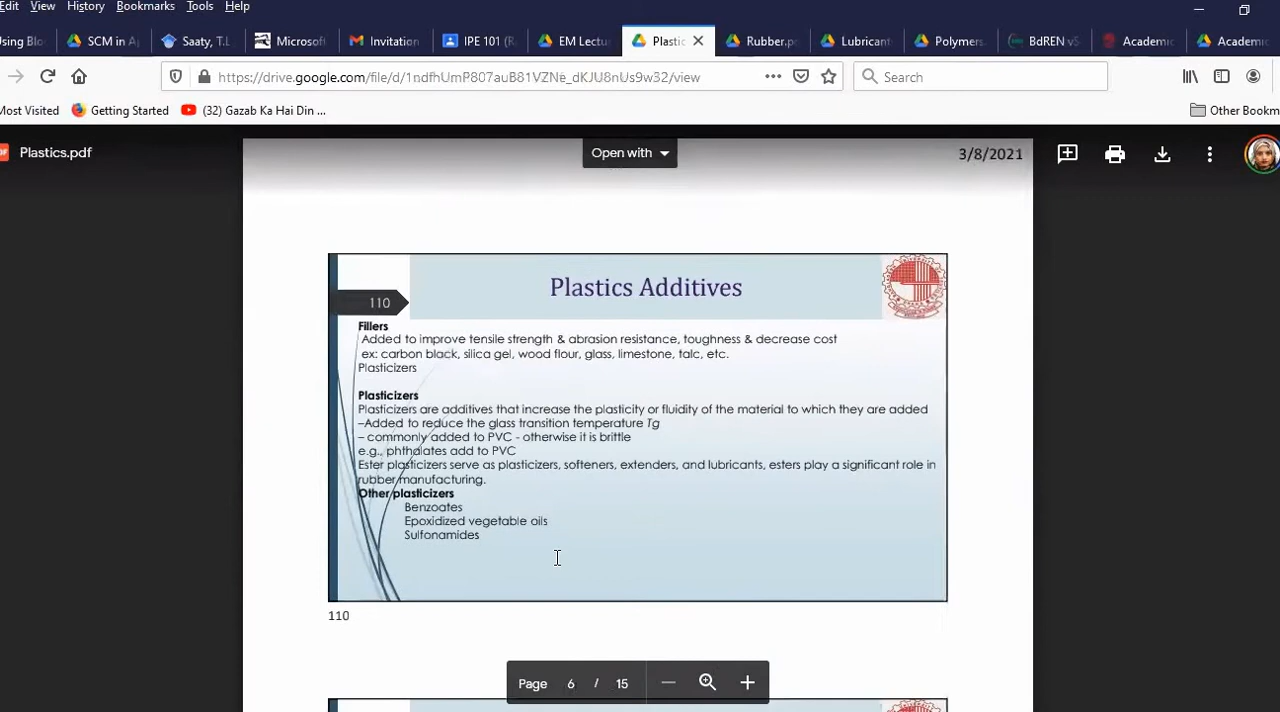 Edit View History Bookmarks Tools Help
sing Blo SCM in A Saaty, T.L Microsof Invitation IPE 101 (R EM Lectu Plastic Rubber.p Lubricant Polymers. BdREN vS Academic Academic
https://drive.google.com/file/d/1ndfhUmP807auB81VZNe_dKJU8nUs9w32/view Search
Most Visited Getting Started (32) Gazab Ka Hai Din ... Other Bookm
Plastics.pdf Open with 3/8/2021
Plastics Additives
110
Fillers
Added to improve tensile strength & abrasion resistance, toughness & decrease cost
ex: carbon black, silica gel, wood flour, glass, limestone, talc, etc.
Plasticizers
Plasticizers
Plasticizers are additives that increase the plasticity or fluidity of the material to which they are added
–Added to reduce the glass transition temperature Tg
– commonly added to PVC - otherwise it is brittle
e.g., phthalates add to PVC
Ester plasticizers serve as plasticizers, softeners, extenders, and lubricants, esters play a significant role in
rubber manufacturing.
Other plasticizers
Benzoates
Epoxidized vegetable oils
Sulfonamides
110
Page 6 / 15